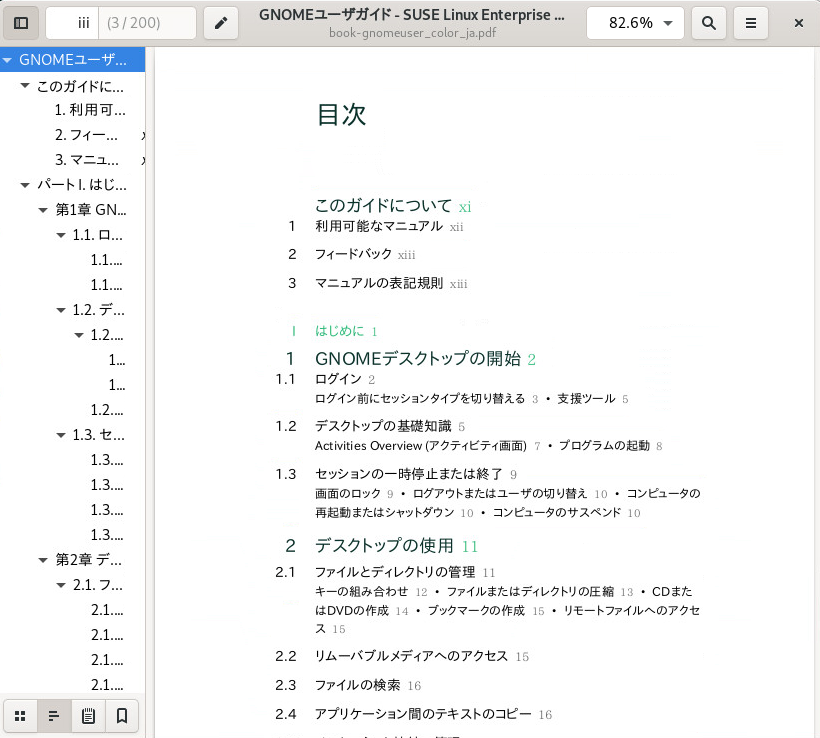 iii (3 / 200)
GNOMEユーザガイド - SUSE Linux Enterprise ...
book-gnomeuser_color_ja.pdf
82.6%
GNOMEユーザ...
このガイドに...
1. 利用可...
2. フィー...
3. マニュ...
パート I. はじ...
第1章 GN...
1.1. ロ...
1.1....
1.1....
1.2. デ...
1.2....
1...
1...
1.2....
1.3. セ...
1.3....
1.3....
1.3....
1.3....
第2章 デ...
2.1. フ...
2.1....
2.1....
2.1....
2.1....
目次
このガイドについて xi
1 利用可能なマニュアル xii
2 フィードバック xiii
3 マニュアルの表記規則 xiii
I はじめに 1
1 GNOMEデスクトップの開始 2
1.1 ログイン 2
ログイン前にセッションタイプを切り替える 3 • 支援ツール 5
1.2 デスクトップの基礎知識 5
Activities Overview (アクティビティ画面) 7 • プログラムの起動 8
1.3 セッションの一時停止または終了 9
画面のロック 9 • ログアウトまたはユーザの切り替え 10 • コンピュータの
再起動またはシャットダウン 10 • コンピュータのサスペンド 10
2 デスクトップの使用 11
2.1 ファイルとディレクトリの管理 11
キーの組み合わせ 12 • ファイルまたはディレクトリの圧縮 13 • CDまた
はDVDの作成 14 • ブックマークの作成 15 • リモートファイルへのアクセ
ス 15
2.2 リムーバブルメディアへのアクセス 15
2.3 ファイルの検索 16
2.4 アプリケーション間のテキストのコピー 16